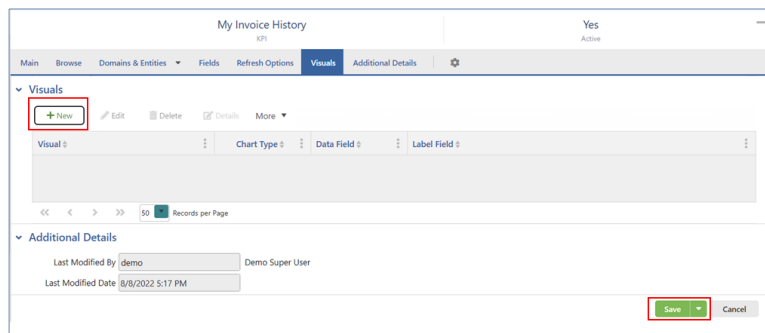 My Invoice History Yes
KPI Active
Main Browse Domains & Entities Fields Refresh Options Visuals Additional Details
Visuals
+ New Edit Delete Details More
Visual Chart Type Data Field Label Field
50 Records per Page
Additional Details
Last Modified By demo Demo Super User
Last Modified Date 8/8/2022 5:17 PM
Save Cancel